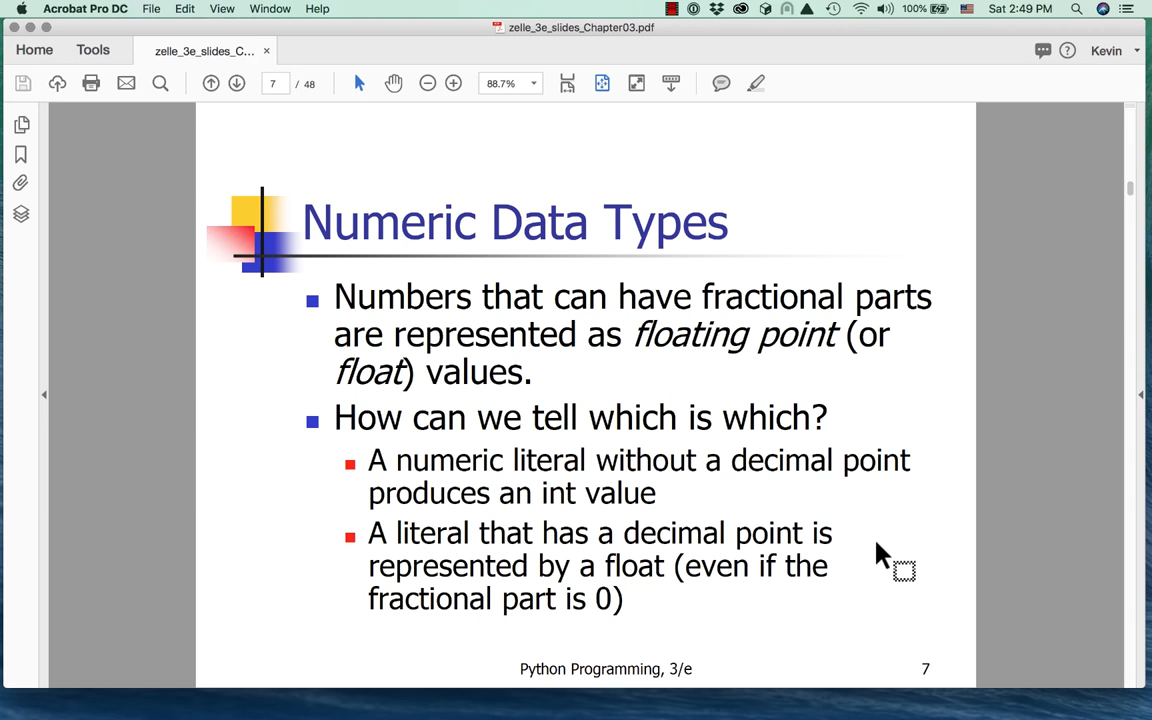 Acrobat Pro DC File Edit View Window Help 100% Sat 2:49 PM
zelle_3e_slides_Chapter03.pdf
Home Tools zelle_3e_slides_C... × Kevin
7 / 48 88.7%
Numeric Data Types
Numbers that can have fractional parts
are represented as floating point (or
float) values.
How can we tell which is which?
A numeric literal without a decimal point
produces an int value
A literal that has a decimal point is
represented by a float (even if the
fractional part is 0)
Python Programming, 3/e 7